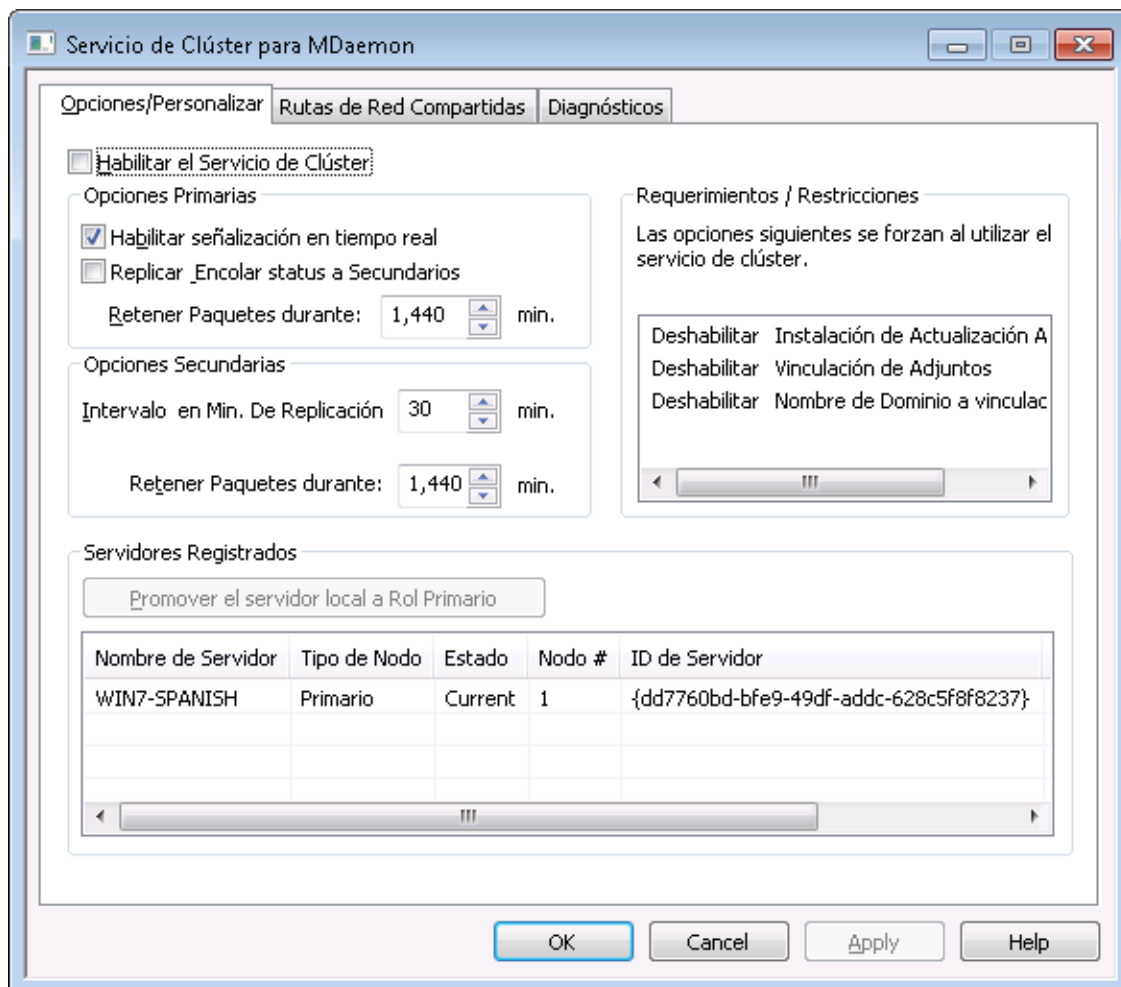 Servicio de Clúster para MDaemon
Opciones/Personalizar
Rutas de Red Compartidas
Diagnósticos
Habilitar el Servicio de Clúster
Opciones Primarias
Habilitar señalización en tiempo real
Replicar _Encolar status a Secundarios
Retener Paquetes durante: 1,440 min.
Opciones Secundarias
Intervalo en Min. De Replicación 30 min.
Retener Paquetes durante: 1,440 min.
Requerimientos / Restricciones
Las opciones siguientes se forzan al utilizar el
servicio de clúster.
Deshabilitar Instalación de Actualización A
Deshabilitar Vinculación de Adjuntos
Deshabilitar Nombre de Dominio a vinculac
Servidores Registrados
Promover el servidor local a Rol Primario
Nombre de Servidor Tipo de Nodo Estado Nodo # ID de Servidor
WIN7-SPANISH Primario Current 1 {dd7760bd-bfe9-49df-addc-628c5f8f8237}
OK Cancel Apply Help